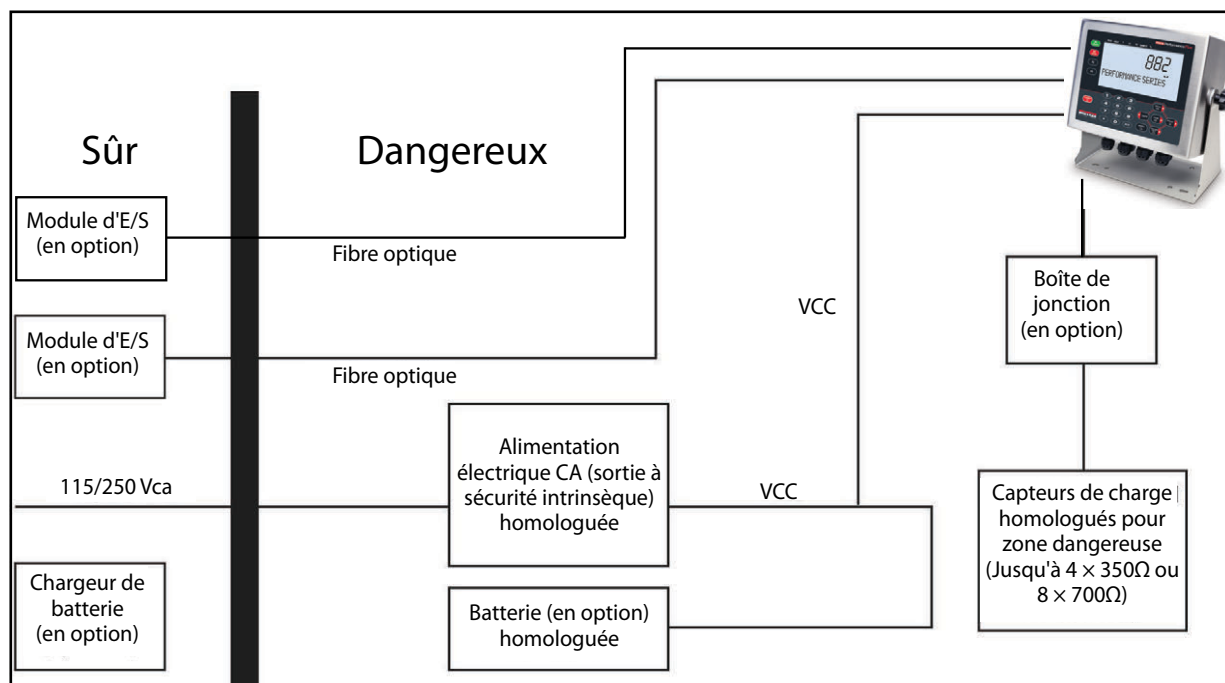 882
PERFORMANCE SERIES
Sûr
Dangereux
Module d'E/S
(en option)
Fibre optique
Module d'E/S
(en option)
Fibre optique
VCC
Boîte de
jonction
(en option)
115/250 Vca
Alimentation
électrique CA (sortie à
sécurité intrinsèque)
homologuée
VCC
Capteurs de charge
homologués pour
zone dangereuse
(Jusqu'à 4 × 350Ω ou
8 × 700Ω)
Chargeur de
batterie
(en option)
Batterie (en option)
homologuée